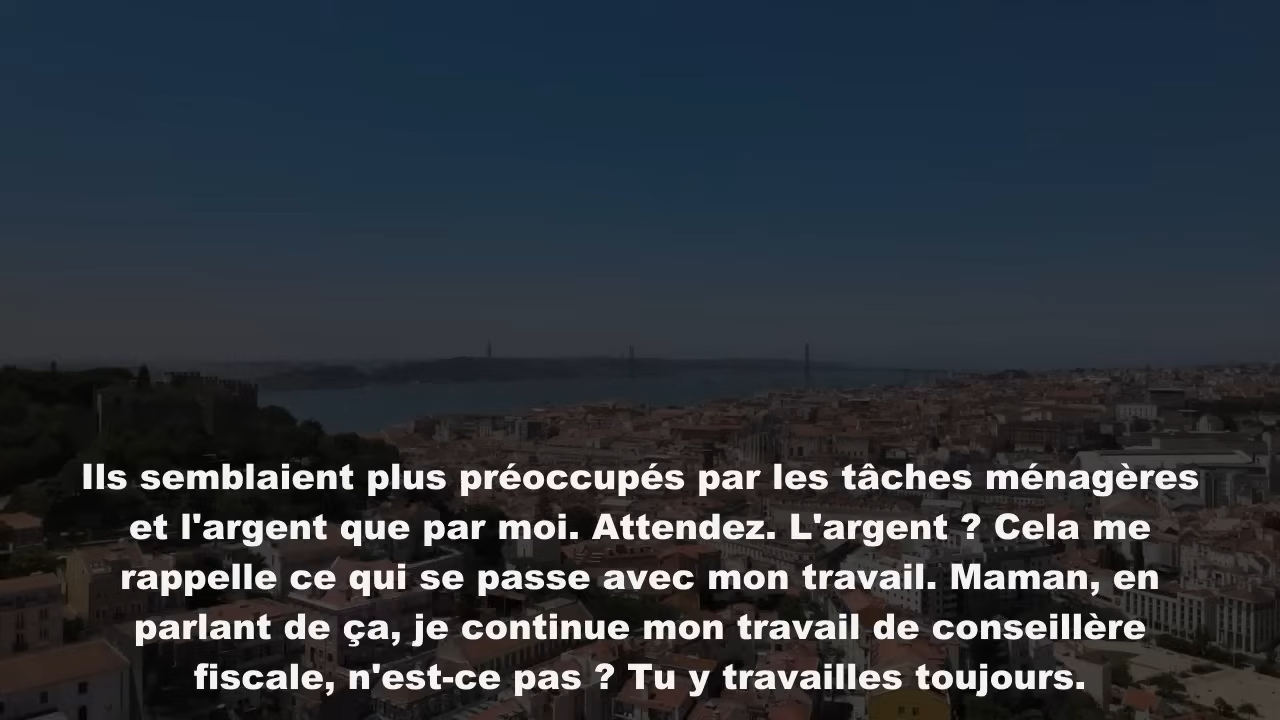 Ils semblaient plus préoccupés par les tâches ménagères
et l'argent que par moi. Attendez. L'argent ? Cela me
rappelle ce qui se passe avec mon travail. Maman, en
parlant de ça, je continue mon travail de conseillère
fiscale, n'est-ce pas ? Tu y travailles toujours.